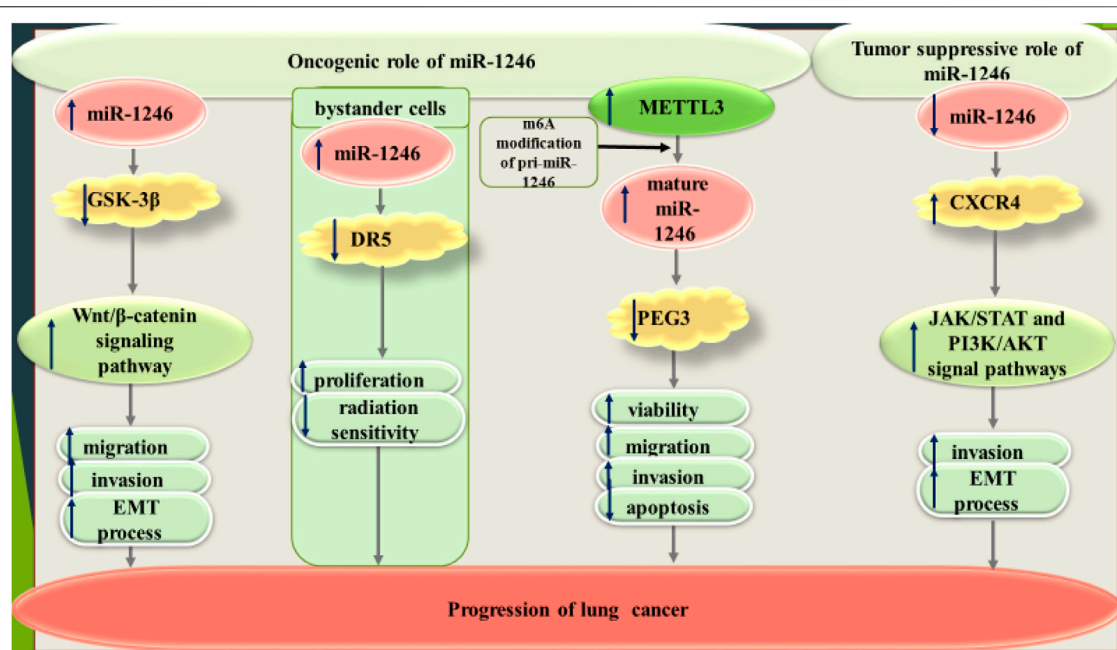 Oncogenic role of miR-1246
miR-1246
GSK-3β
Wnt/β-catenin
signaling
pathway
migration
invasion
EMT
process
bystander cells
miR-1246
DR5
proliferation
radiation
sensitivity
METTL3
m6A
modification
of pri-miR-
1246
mature
miR-
1246
PEG3
viability
migration
invasion
apoptosis
Tumor suppressive role of
miR-1246
miR-1246
CXCR4
JAK/STAT and
PI3K/AKT
signal pathways
invasion
EMT
process
Progression of lung cancer